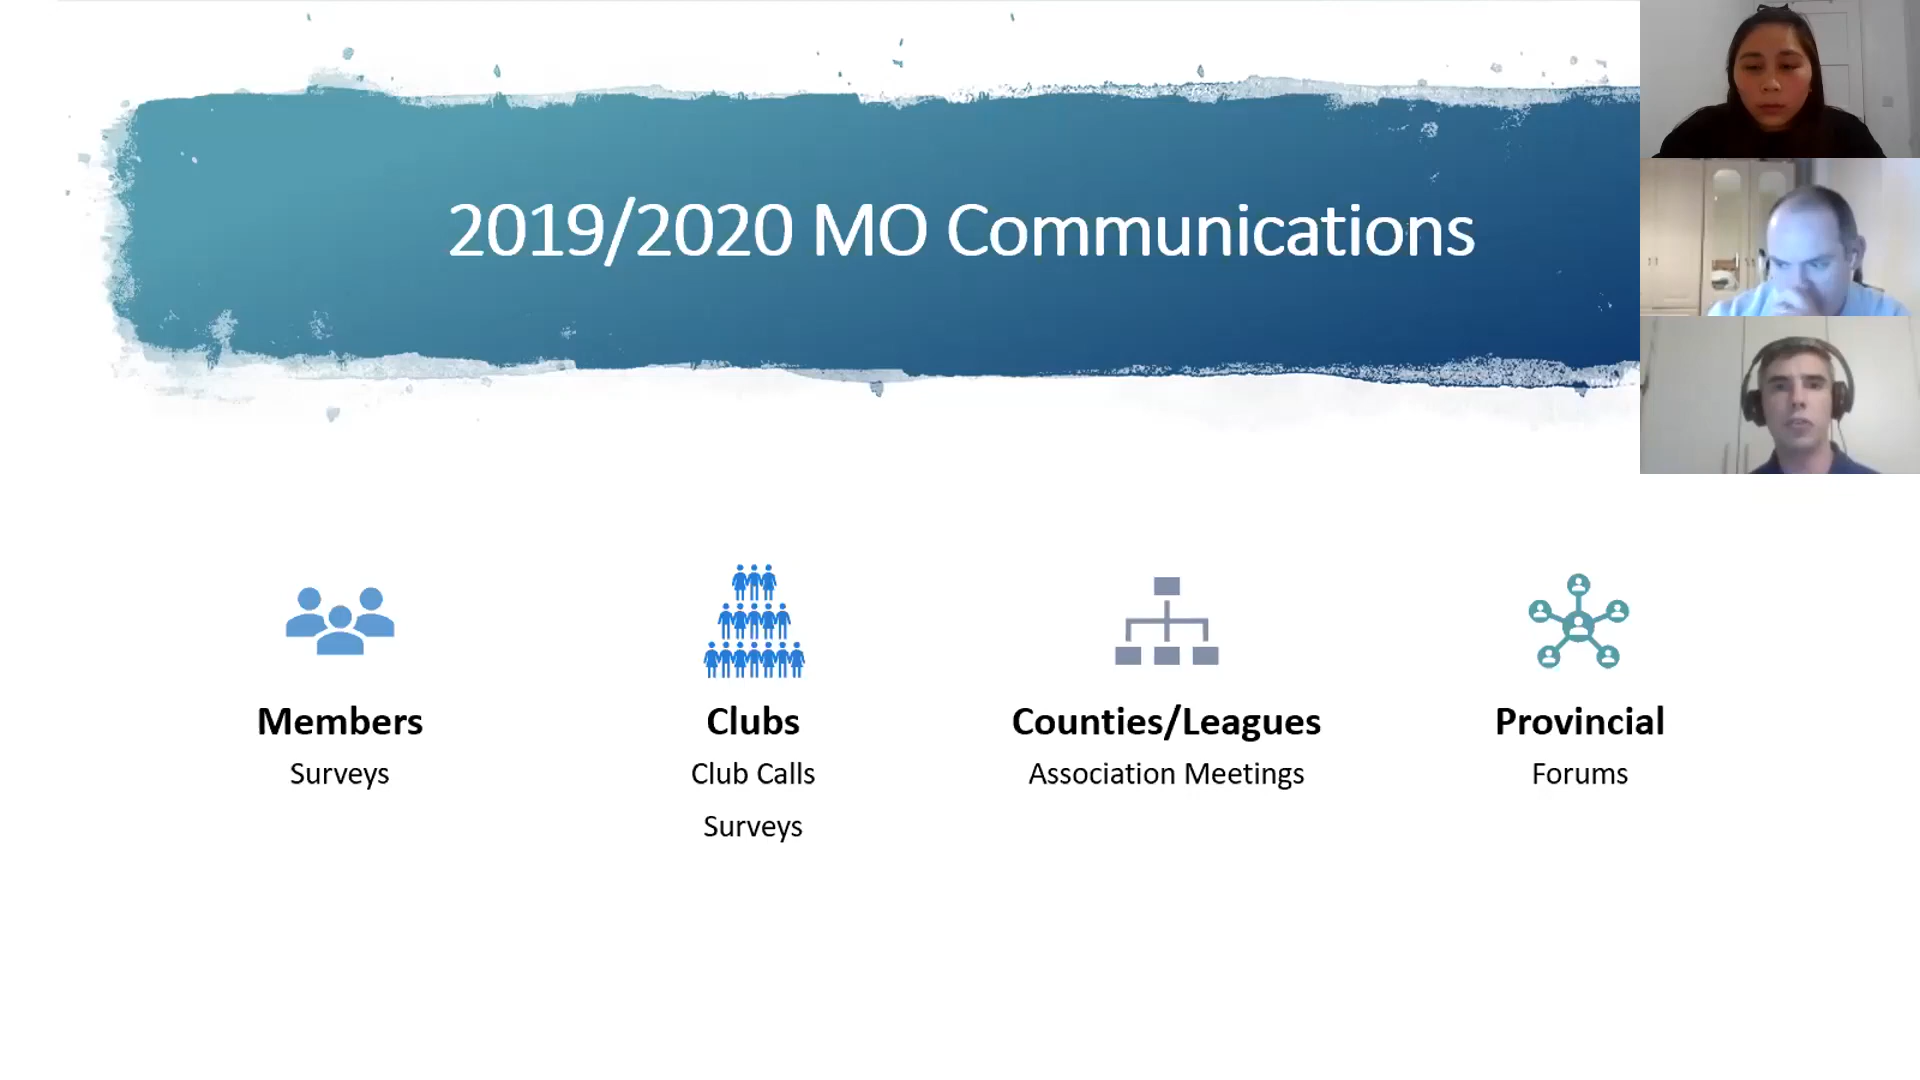 2019/2020 MO Communications
Members
Surveys
Clubs
Club Calls
Surveys
Counties/Leagues
Association Meetings
Provincial
Forums